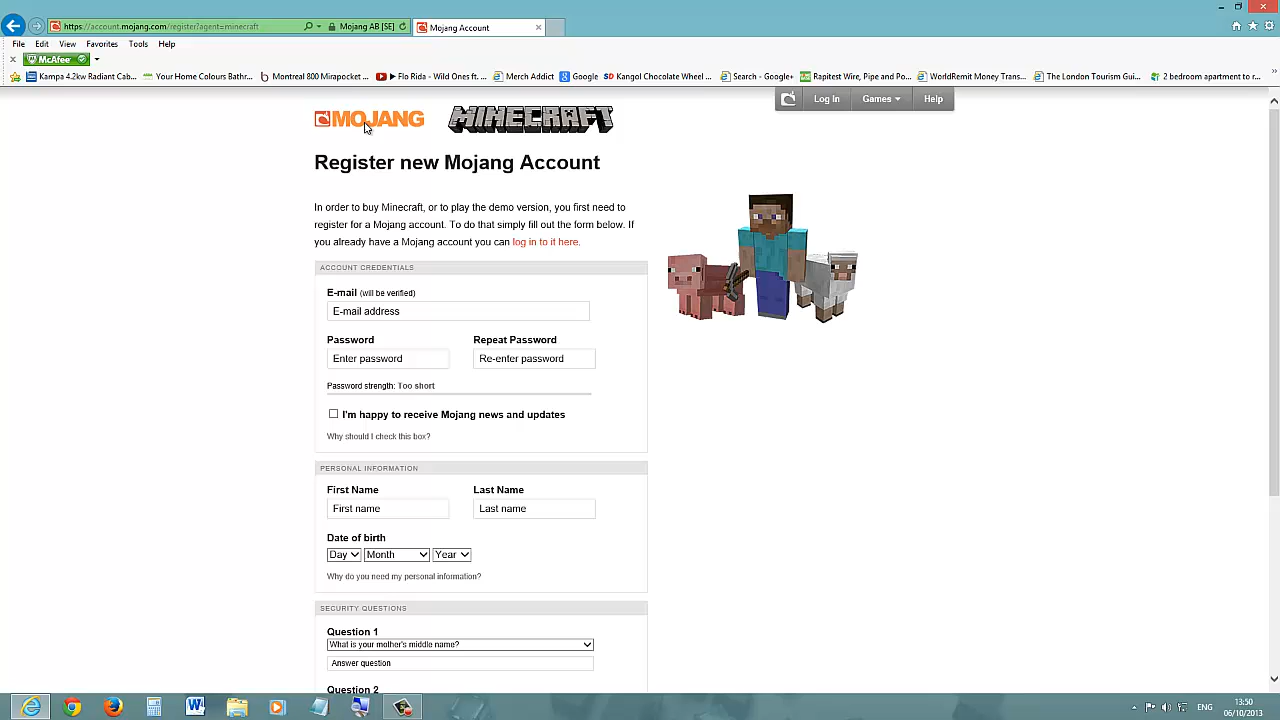 https://account.mojang.com/register?agent=minecraft
Mojang AB [SE]
Mojang Account
File Edit View Favorites Tools Help
McAfee
Kampa 4.2kw Radiant Cab... Your Home Colours Bathr... Montreal 800 Mirapocket ... Flo Rida - Wild Ones ft. ... Merch Addict Google Kangol Chocolate Wheel ... Search - Google+ Rapitest Wire, Pipe and Po... WorldRemit Money Trans... The London Tourism Gui... 2 bedroom apartment to r...
Log In Games Help
MOJANG MINECRAFT
Register new Mojang Account
In order to buy Minecraft, or to play the demo version, you first need to
register for a Mojang account. To do that simply fill out the form below. If
you already have a Mojang account you can log in to it here.
ACCOUNT CREDENTIALS
E-mail (will be verified)
E-mail address
Password Repeat Password
Enter password Re-enter password
Password strength: Too short
I'm happy to receive Mojang news and updates
Why should I check this box?
PERSONAL INFORMATION
First Name Last Name
First name Last name
Date of birth
Day Month Year
Why do you need my personal information?
SECURITY QUESTIONS
Question 1
What is your mother's middle name?
Answer question
Question 2
ENG
13:50
06/10/2013